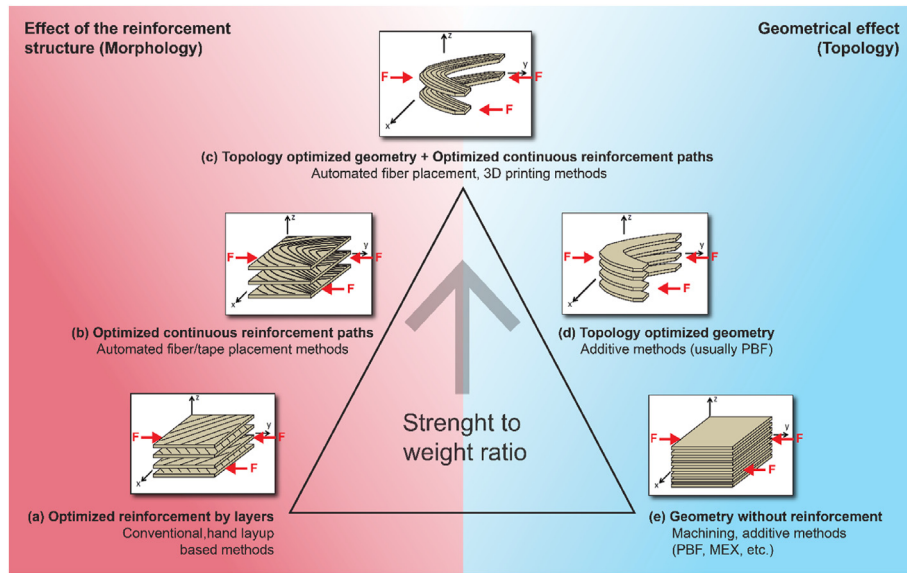 Effect of the reinforcement
structure (Morphology)
Geometrical effect
(Topology)
z
F
y
F
F
x
(c) Topology optimized geometry + Optimized continuous reinforcement paths
Automated fiber placement, 3D printing methods
z
F
y
F
F
x
(b) Optimized continuous reinforcement paths
Automated fiber/tape placement methods
z
F
y
F
F
x
(d) Topology optimized geometry
Additive methods (usually PBF)
Strenght to
weight ratio
z
F
y
F
F
x
(a) Optimized reinforcement by layers
Conventional,hand layup
based methods
z
F
y
F
F
x
(e) Geometry without reinforcement
Machining, additive methods
(PBF, MEX, etc.)